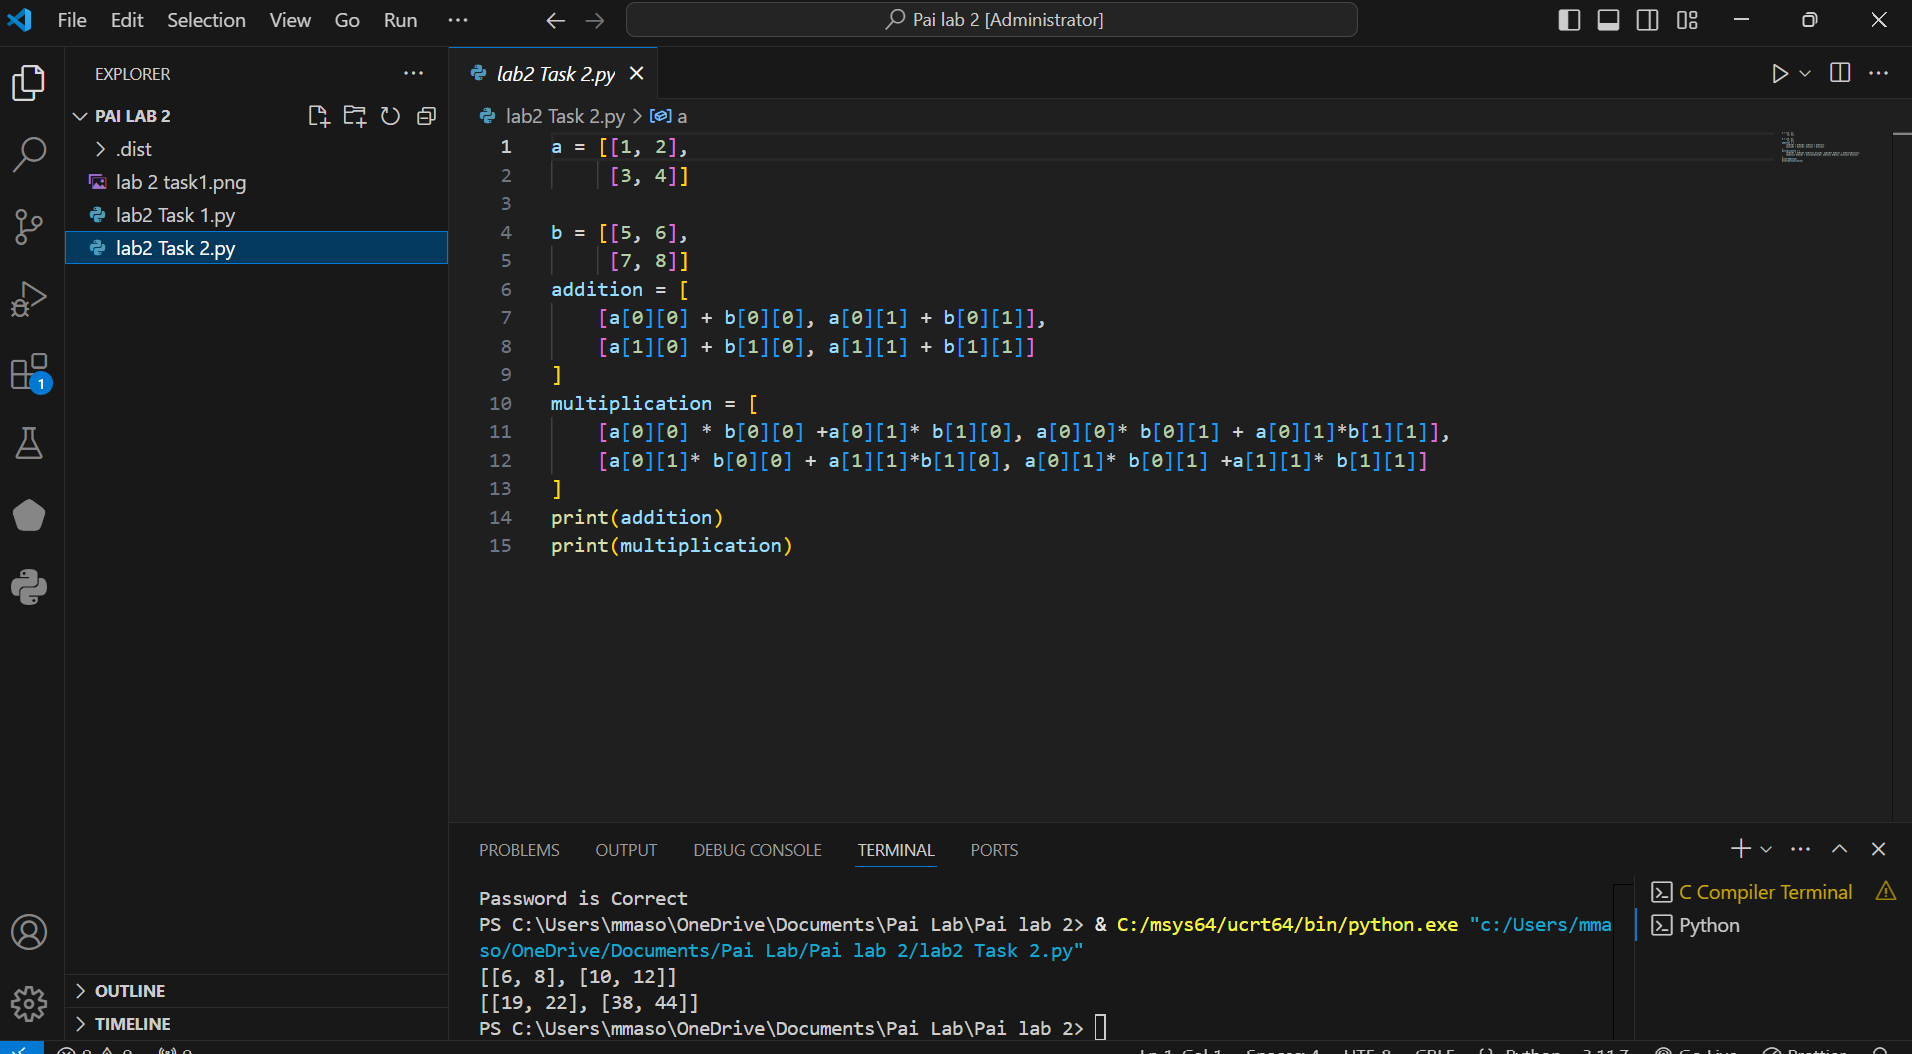 File Edit Selection View Go Run ...
Pai lab 2 [Administrator]
EXPLORER
PAI LAB 2
.dist
lab 2 task1.png
lab2 Task 1.py
lab2 Task 2.py
1
OUTLINE
TIMELINE
lab2 Task 2.py
lab2 Task 2.py > a
1 a = [[1, 2],
2 [3, 4]]
3
4 b = [[5, 6],
5 [7, 8]]
6 addition = [
7 [a[0][0] + b[0][0], a[0][1] + b[0][1]],
8 [a[1][0] + b[1][0], a[1][1] + b[1][1]]
9 ]
10 multiplication = [
11 [a[0][0] * b[0][0] +a[0][1]* b[1][0], a[0][0]* b[0][1] + a[0][1]*b[1][1]],
12 [a[0][1]* b[0][0] + a[1][1]*b[1][0], a[0][1]* b[0][1] +a[1][1]* b[1][1]]
13 ]
14 print(addition)
15 print(multiplication)
PROBLEMS OUTPUT DEBUG CONSOLE TERMINAL PORTS
Password is Correct
PS C:\Users\mmaso\OneDrive\Documents\Pai Lab\Pai lab 2> & C:/msys64/ucrt64/bin/python.exe "c:/Users/mma
so/OneDrive/Documents/Pai Lab/Pai lab 2/lab2 Task 2.py"
[[6, 8], [10, 12]]
[[19, 22], [38, 44]]
PS C:\Users\mmaso\OneDrive\Documents\Pai Lab\Pai lab 2>
C Compiler Terminal
Python